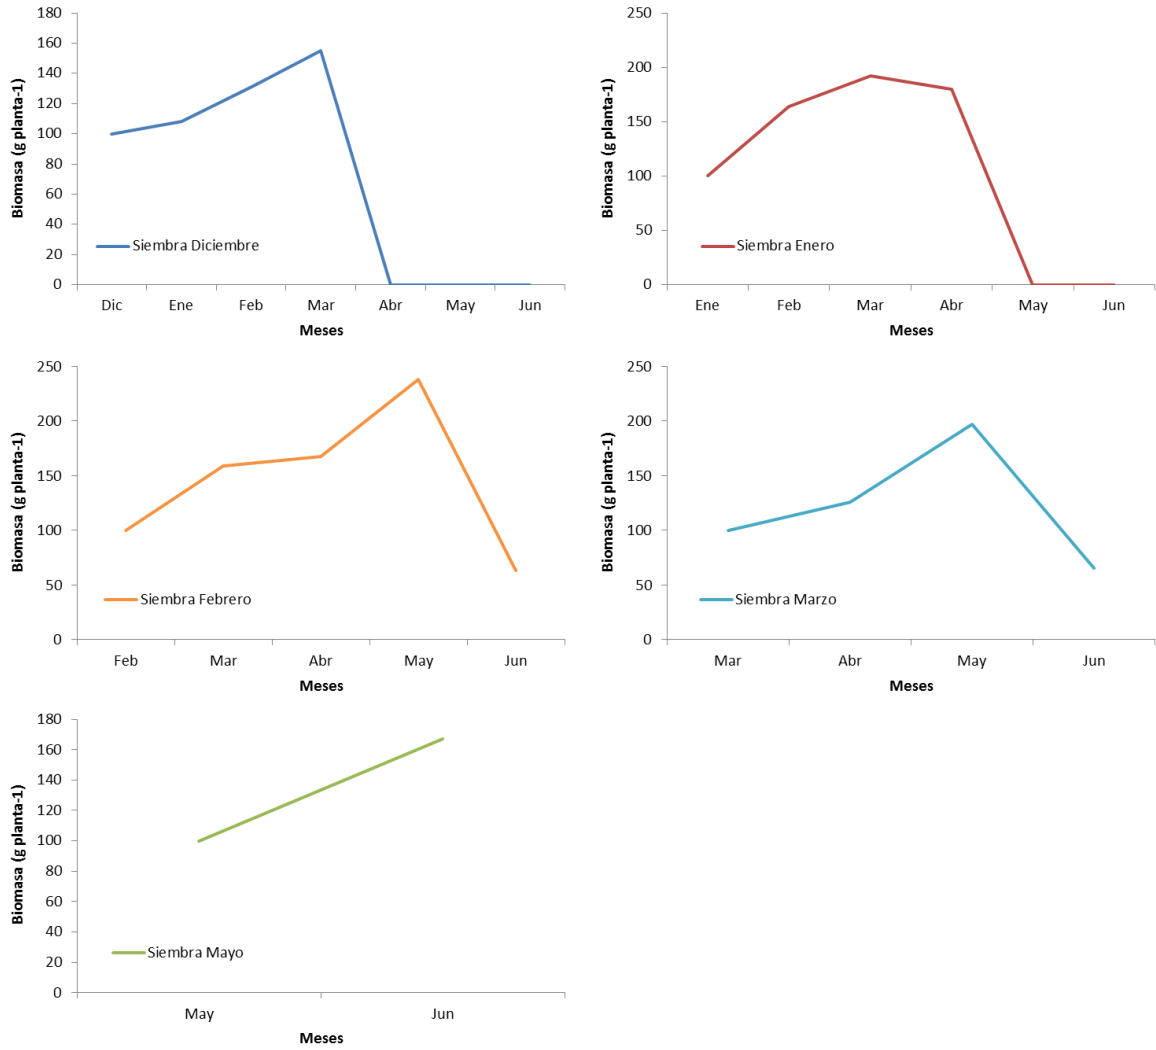 180
160
140
120
100
80
60
40
20
0
Biomasa (g planta-1)
Siembra Diciembre
Dic Ene Feb Mar Abr May Jun
Meses
250
200
150
100
50
0
Biomasa (g planta-1)
Siembra Enero
Ene Feb Mar Abr May Jun
Meses
250
200
150
100
50
0
Biomasa (g planta-1)
Siembra Febrero
Feb Mar Abr May Jun
Meses
250
200
150
100
50
0
Biomasa (g planta-1)
Siembra Marzo
Mar Abr May Jun
Meses
180
160
140
120
100
80
60
40
20
0
Biomasa (g planta-1)
Siembra Mayo
May Jun
Meses